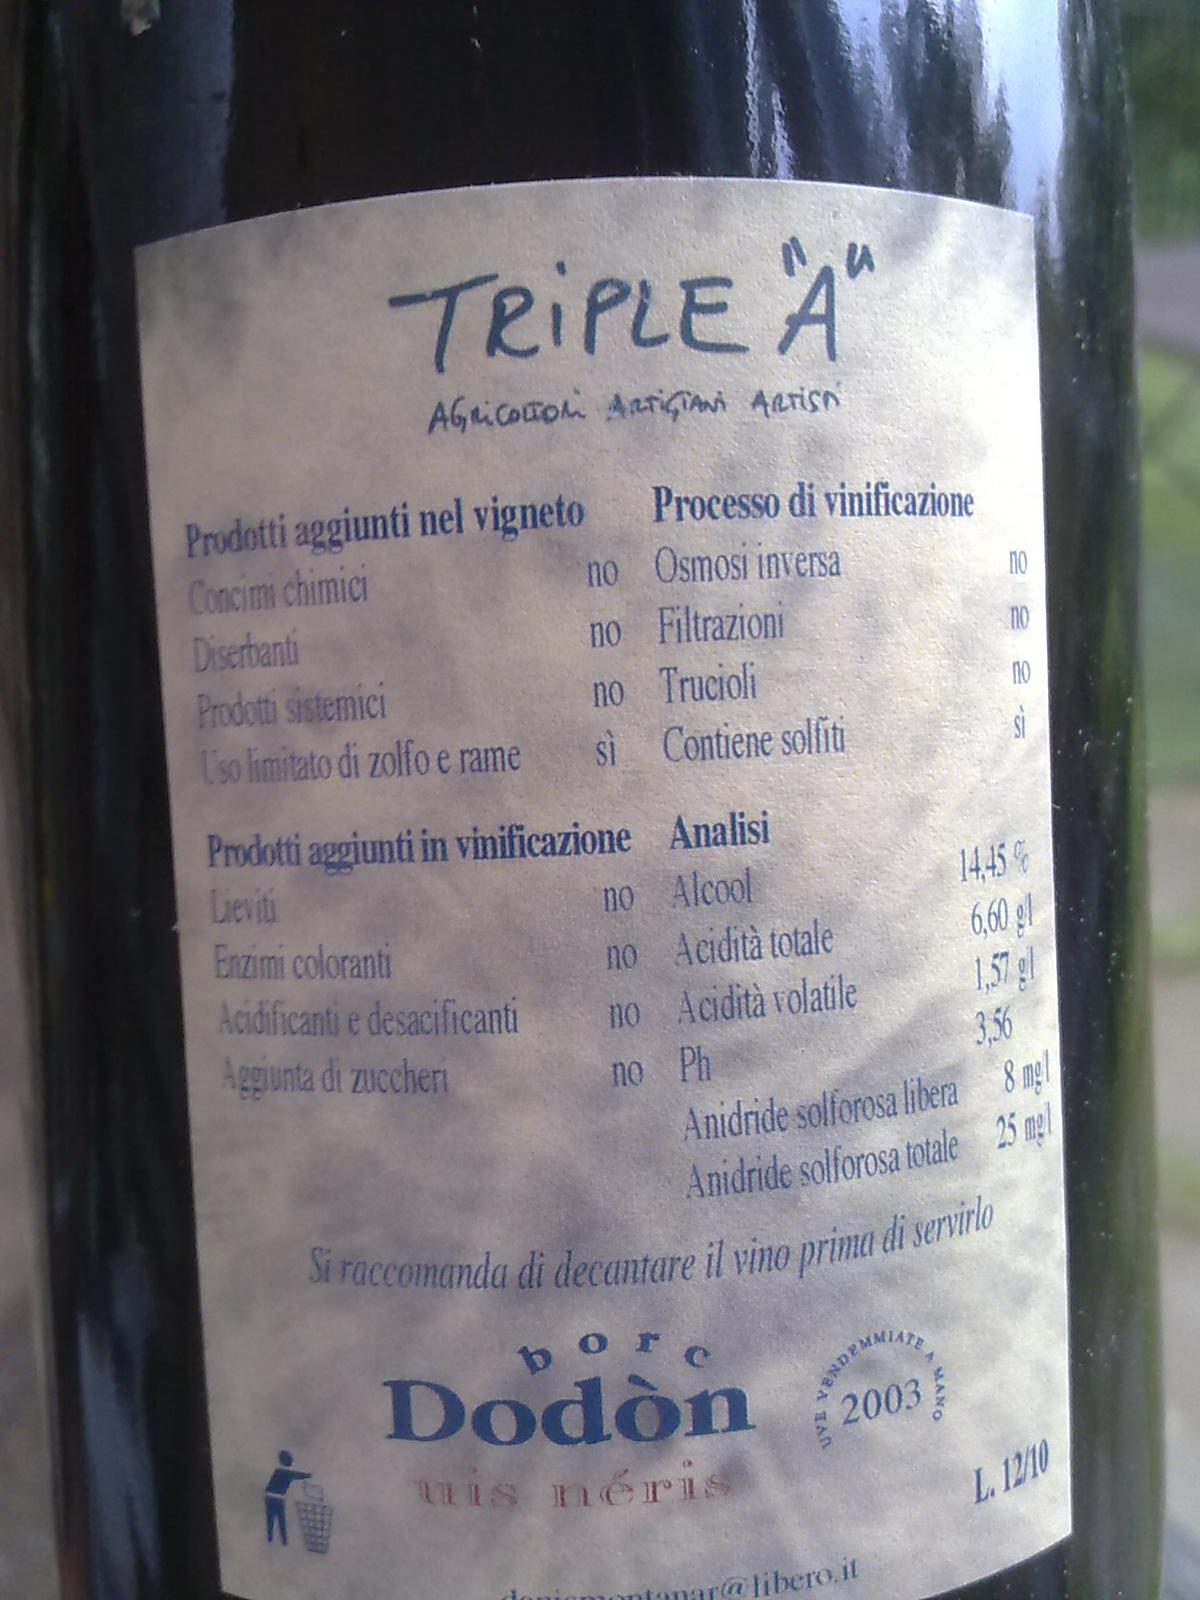 TRiPLE "A"
AGRICOLTORI ARTIGIANI ARTISTI
Prodotti aggiunti nel vigneto
Concimi chimici no
Diserbanti no
Prodotti sistemici no
Uso limitato di zolfo e rame sì
Processo di vinificazione
Osmosi inversa no
Filtrazioni no
Trucioli no
Contiene solfiti sì
Prodotti aggiunti in vinificazione
Lieviti no
Enzimi coloranti no
Acidificanti e desacificanti no
Aggiunta di zuccheri no
Analisi
Alcool 14,45 %
Acidità totale 6,60 g/l
Acidità volatile 1,57 g/l
Ph 3,56
Anidride solforosa libera 8 mg/l
Anidride solforosa totale 25 mg/l
Si raccomanda di decantare il vino prima di servirlo
borc
Dodòn
uis néris
UVE VENDEMMIATE A MANO
2003
L. 12/10
denismontanar@libero.it